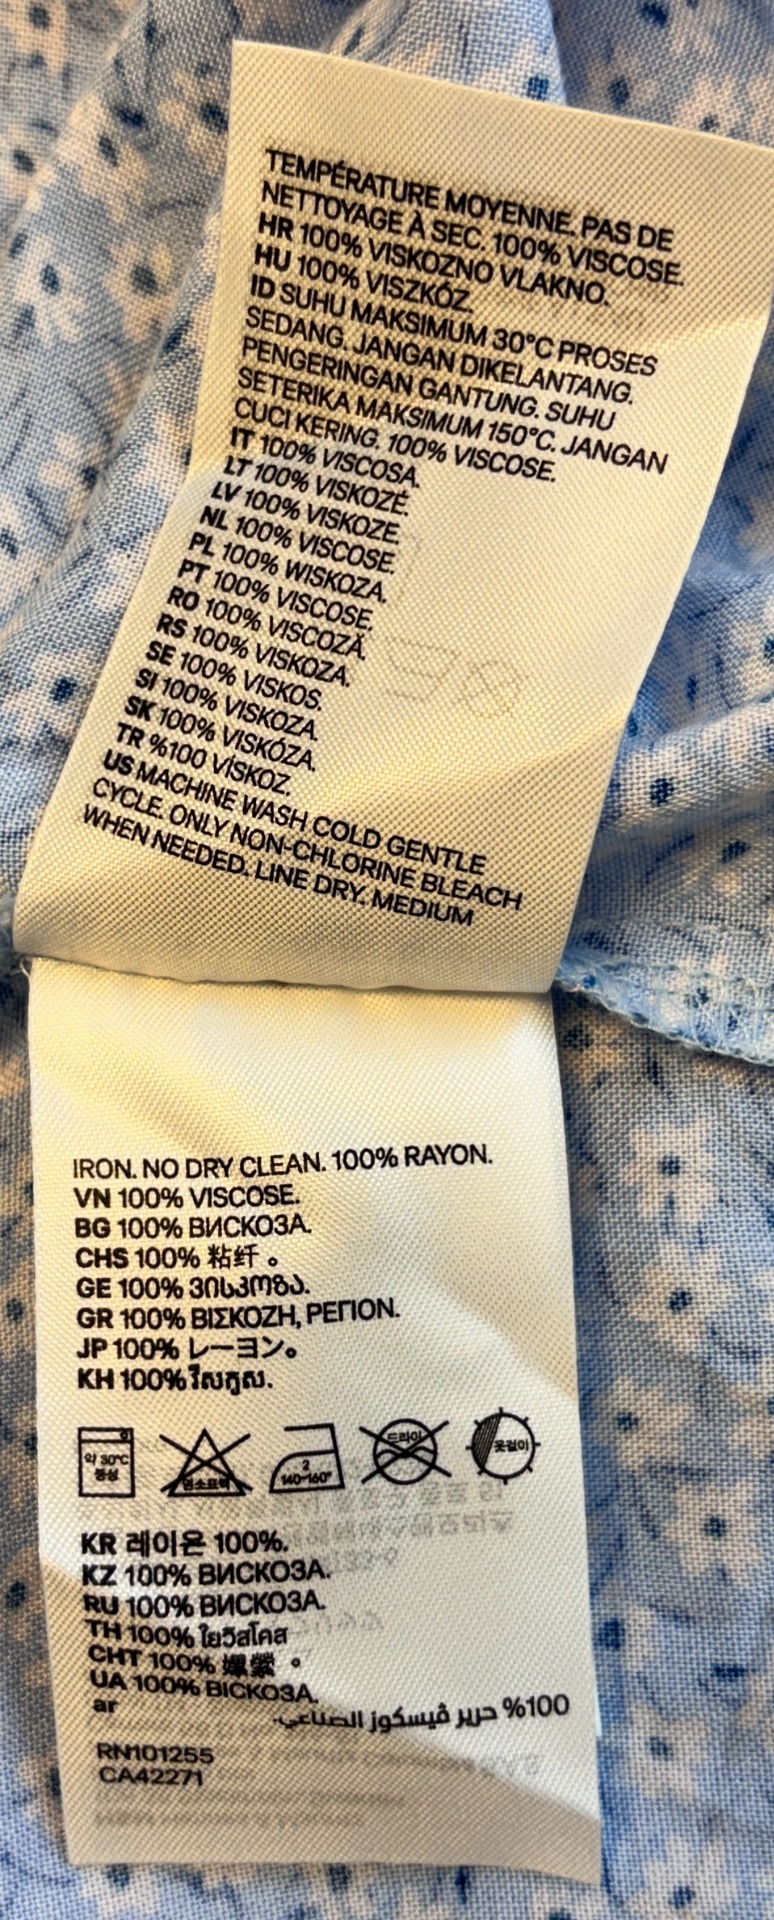 TEMPÉRATURE MOYENNE. PAS DE
NETTOYAGE À SEC. 100% VISCOSE.
HR 100% VISKOZNO VLAKNO.
HU 100% VISZKÓZ.
ID SUHU MAKSIMUM 30°C PROSES
SEDANG. JANGAN DIKELANTANG.
PENGERINGAN GANTUNG. SUHU
SETERIKA MAKSIMUM 150°C. JANGAN
CUCI KERING. 100% VISCOSE.
IT 100% VISCOSA.
LT 100% VISKOZĖ.
LV 100% VISKOZE.
NL 100% VISCOSE.
PL 100% WISKOZA.
PT 100% VISCOSE.
RO 100% VISCOZĂ.
RS 100% VISKOZA.
SE 100% VISKOS.
SI 100% VISKOZA.
SK 100% VISKÓZA.
TR %100 VİSKOZ.
US MACHINE WASH COLD GENTLE
CYCLE. ONLY NON-CHLORINE BLEACH
WHEN NEEDED. LINE DRY. MEDIUM
IRON. NO DRY CLEAN. 100% RAYON.
VN 100% VISCOSE.
BG 100% ВИСКОЗА.
CHS 100% 粘纤。
GE 100% ვისკოზა.
GR 100% ΒΙΣΚΟΖΗ, ΡΕΓΙΟΝ.
JP 100% レーヨン。
KH 100% វីសកូស.
약 30°C 중성 염소표백 2 140~160° 드라이 옷걸이
KR 레이온 100%.
KZ 100% ВИСКОЗА.
RU 100% ВИСКОЗА.
TH 100% ใยวิสโคส
CHT 100% 嫘縈。
UA 100% ВІСКОЗА.
ar 100% حرير ڤيسكوز الصناعي.
RN101255
CA42271